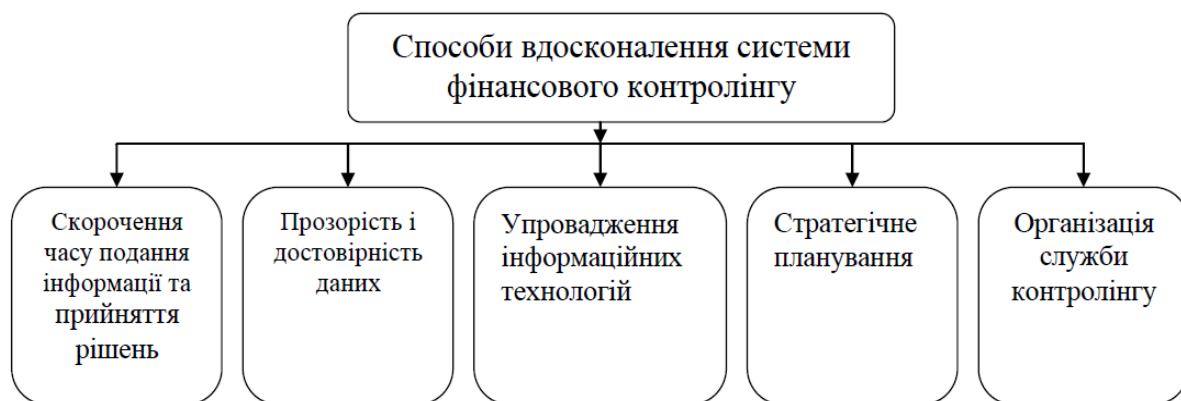 Способи вдосконалення системи
фінансового контролінгу
Скорочення
часу подання
інформації та
прийняття
рішень
Прозорість і
достовірність
даних
Упровадження
інформаційних
технологій
Стратегічне
планування
Організація
служби
контролінгу